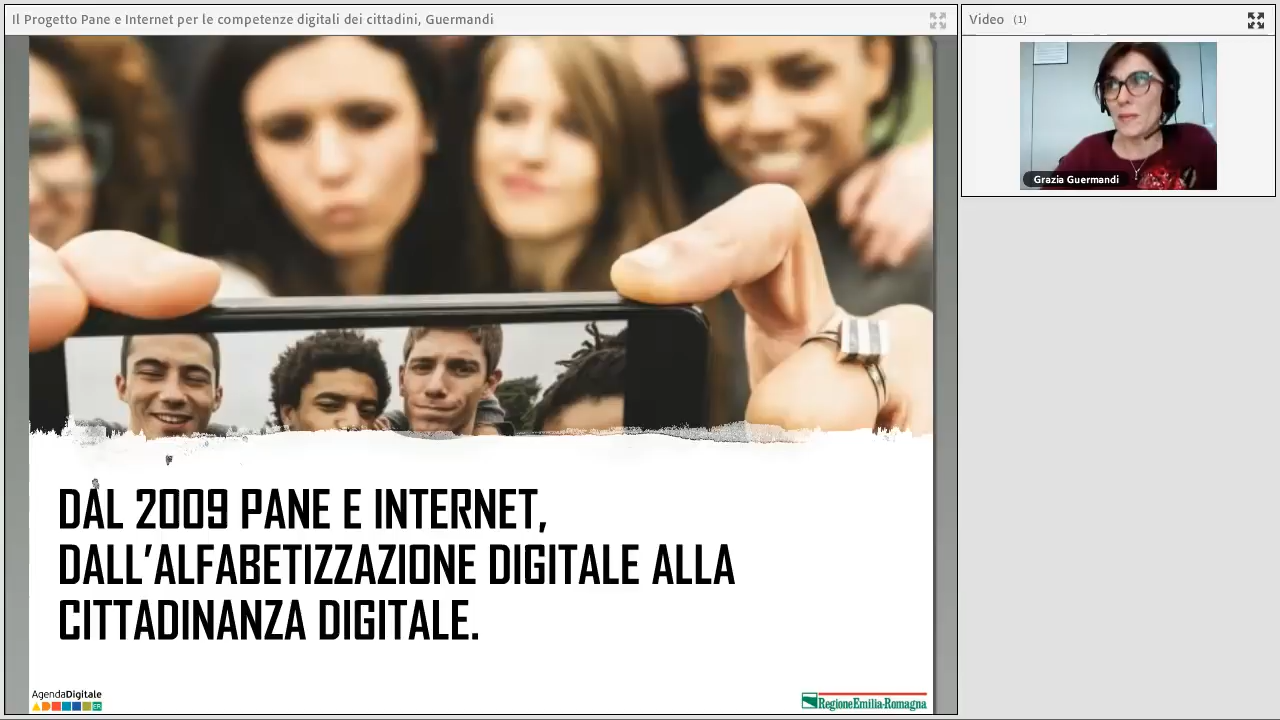 Il Progetto Pane e Internet per le competenze digitali dei cittadini, Guermandi
Video (1)
Grazia Guermandi
DAL 2009 PANE E INTERNET,
DALL'ALFABETIZZAZIONE DIGITALE ALLA
CITTADINANZA DIGITALE.
AgendaDigitale
ER
RegioneEmilia-Romagna